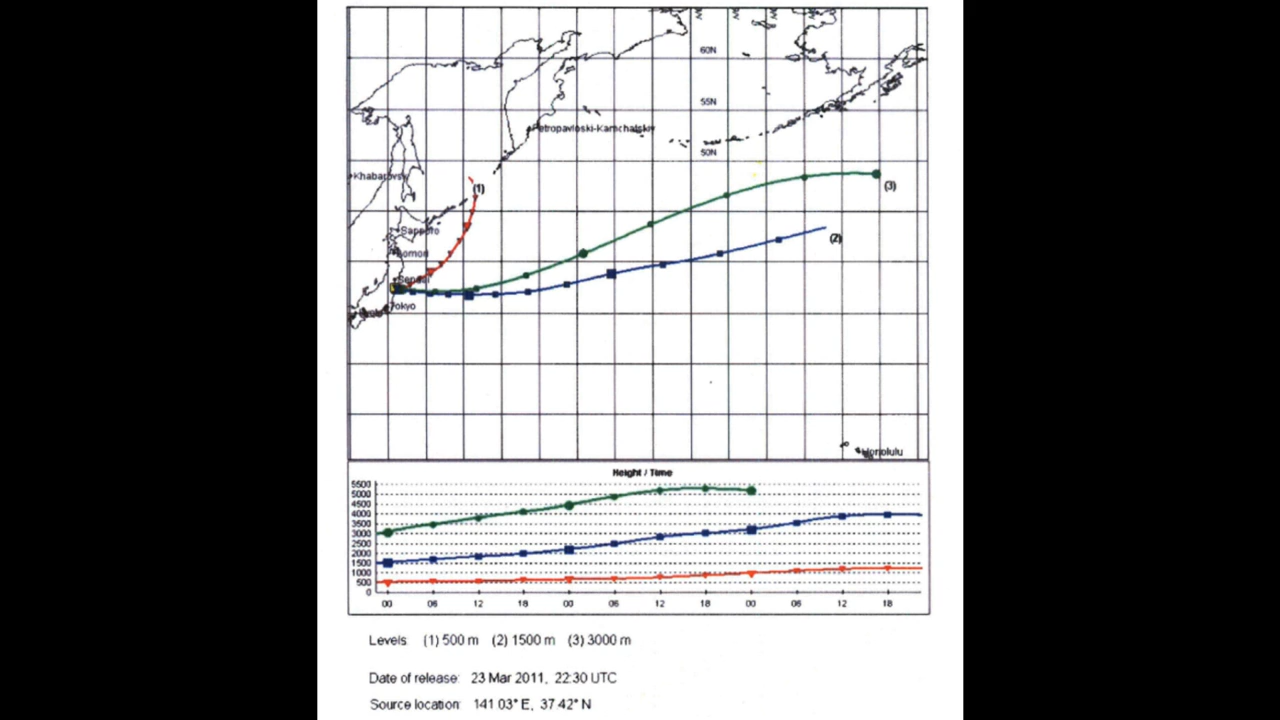 60N
55N
Petropavloski-Kamchatskiy
50N
Khabarovsk
(1)
(3)
Sapporo
(2)
Sendai
Tokyo
Honolulu
Height / Time
5500
5000
4500
4000
3500
3000
2500
2000
1500
1000
500
0
00 06 12 18 00 06 12 18 00 06 12 18
Levels: (1) 500 m (2) 1500 m (3) 3000 m
Date of release: 23 Mar 2011, 22:30 UTC
Source location: 141 03° E, 37.42° N